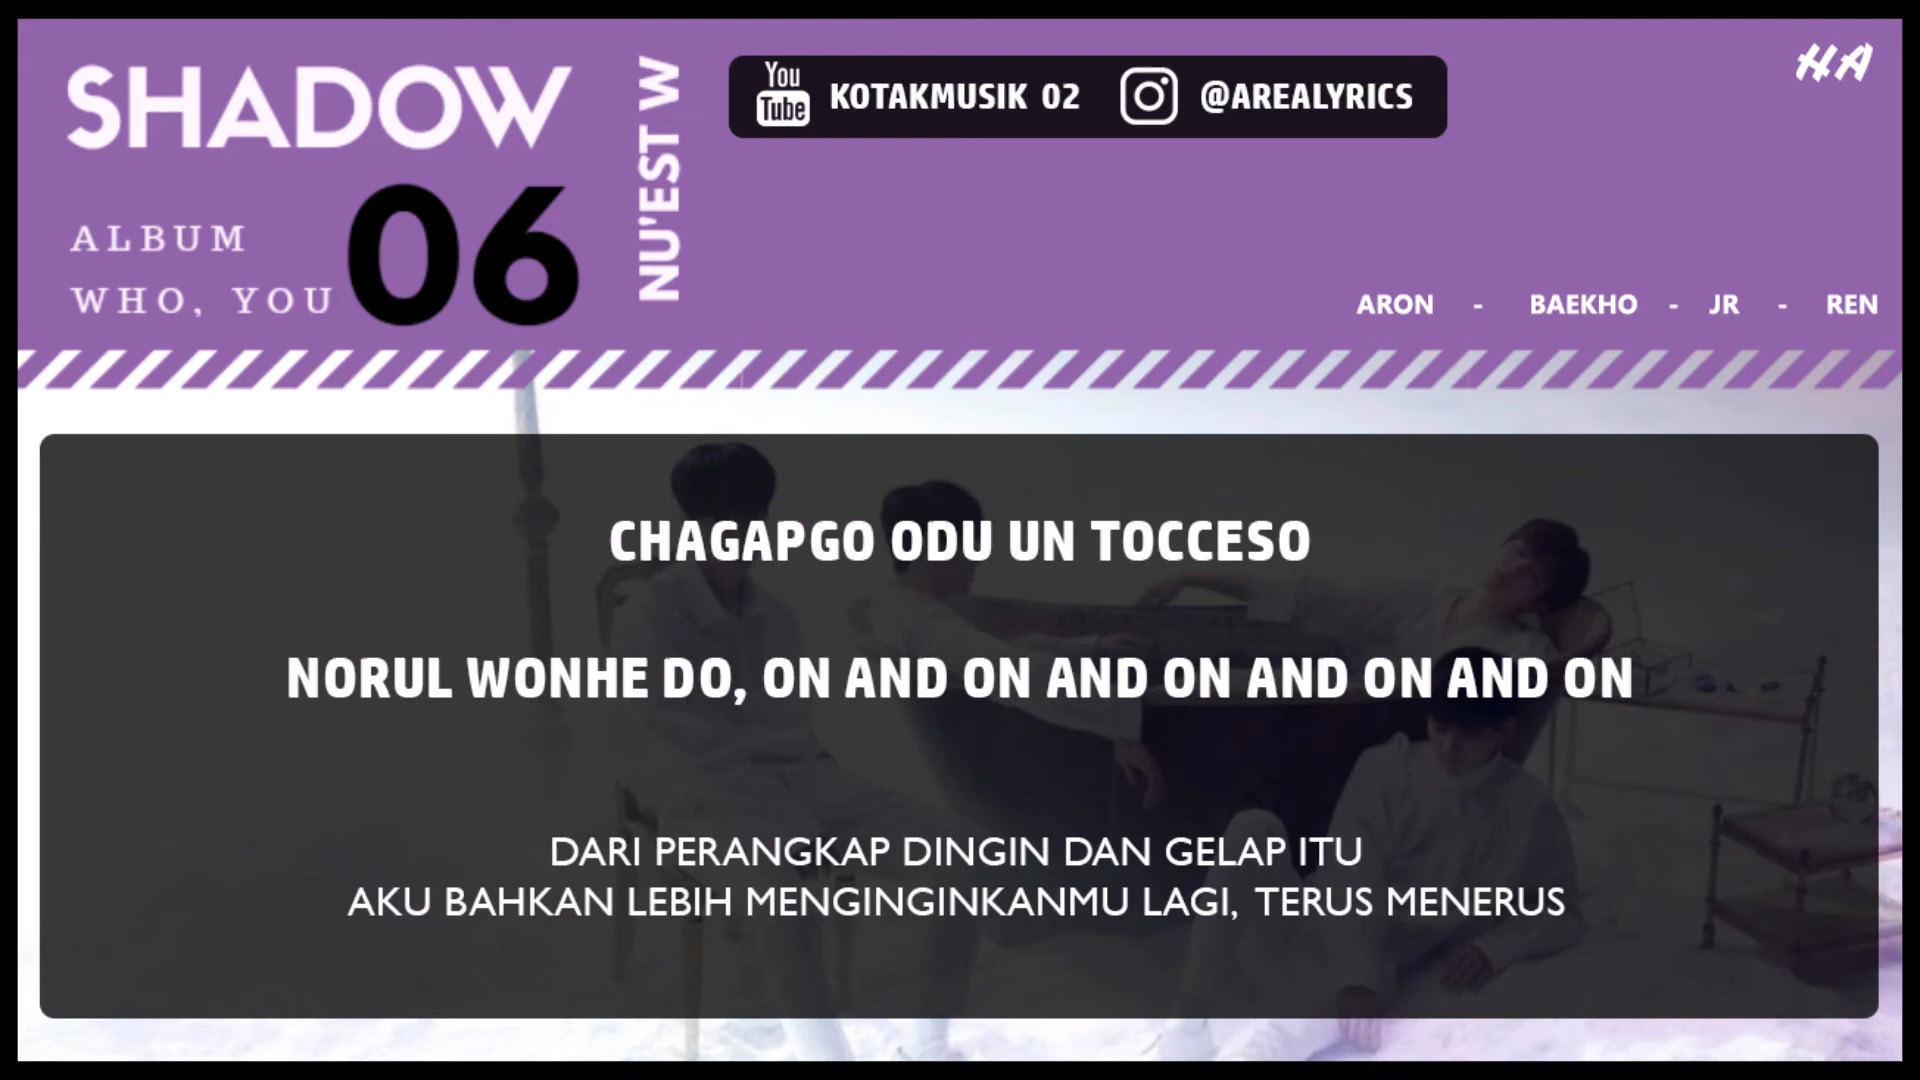 SHADOW
ALBUM
WHO, YOU
06
NU'EST W
You
Tube
KOTAKMUSIK 02
@AREALYRICS
HA
ARON - BAEKHO - JR - REN
CHAGAPGO ODU UN TOCCESO
NORUL WONHE DO, ON AND ON AND ON AND ON AND ON
DARI PERANGKAP DINGIN DAN GELAP ITU
AKU BAHKAN LEBIH MENGINGINKANMU LAGI, TERUS MENERUS